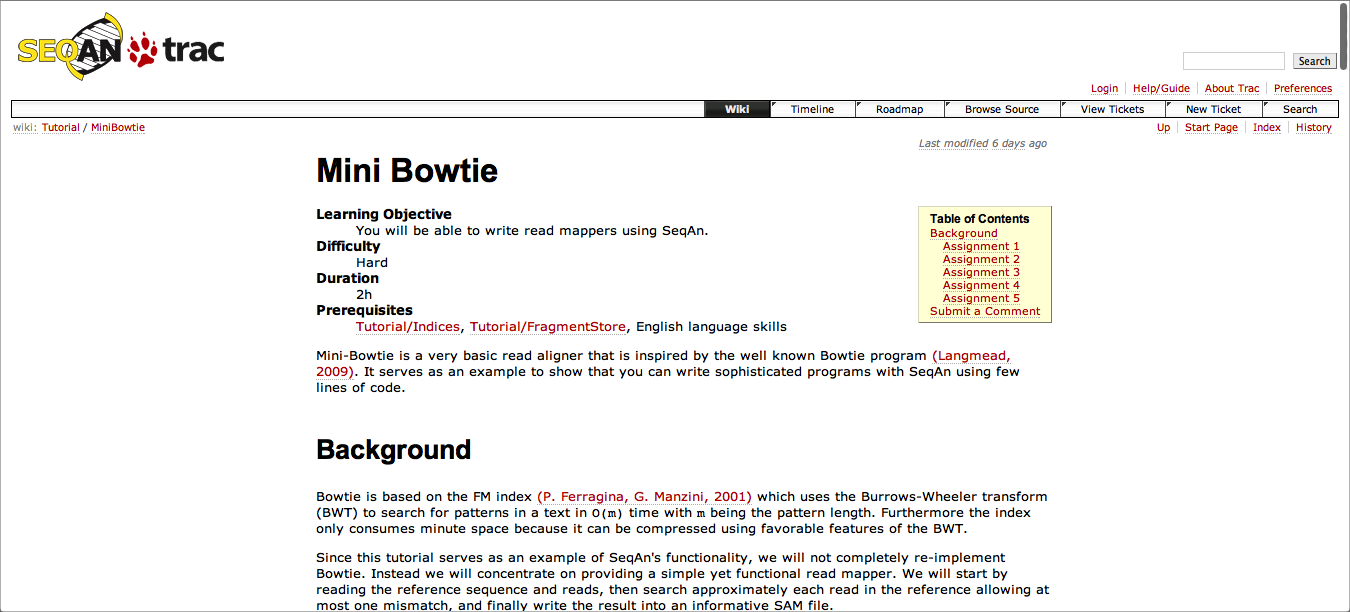 SEQAN trac
Search
Login Help/Guide About Trac Preferences
Wiki Timeline Roadmap Browse Source View Tickets New Ticket Search
wiki: Tutorial / MiniBowtie
Up Start Page Index History
Last modified 6 days ago
Mini Bowtie
Learning Objective
You will be able to write read mappers using SeqAn.
Difficulty
Hard
Duration
2h
Prerequisites
Tutorial/Indices, Tutorial/FragmentStore, English language skills
Table of Contents
Background
Assignment 1
Assignment 2
Assignment 3
Assignment 4
Assignment 5
Submit a Comment
Mini-Bowtie is a very basic read aligner that is inspired by the well known Bowtie program (Langmead,
2009). It serves as an example to show that you can write sophisticated programs with SeqAn using few
lines of code.
Background
Bowtie is based on the FM index (P. Ferragina, G. Manzini, 2001) which uses the Burrows-Wheeler transform
(BWT) to search for patterns in a text in O(m) time with m being the pattern length. Furthermore the index
only consumes minute space because it can be compressed using favorable features of the BWT.
Since this tutorial serves as an example of SeqAn's functionality, we will not completely re-implement
Bowtie. Instead we will concentrate on providing a simple yet functional read mapper. We will start by
reading the reference sequence and reads, then search approximately each read in the reference allowing at
most one mismatch, and finally write the result into an informative SAM file.